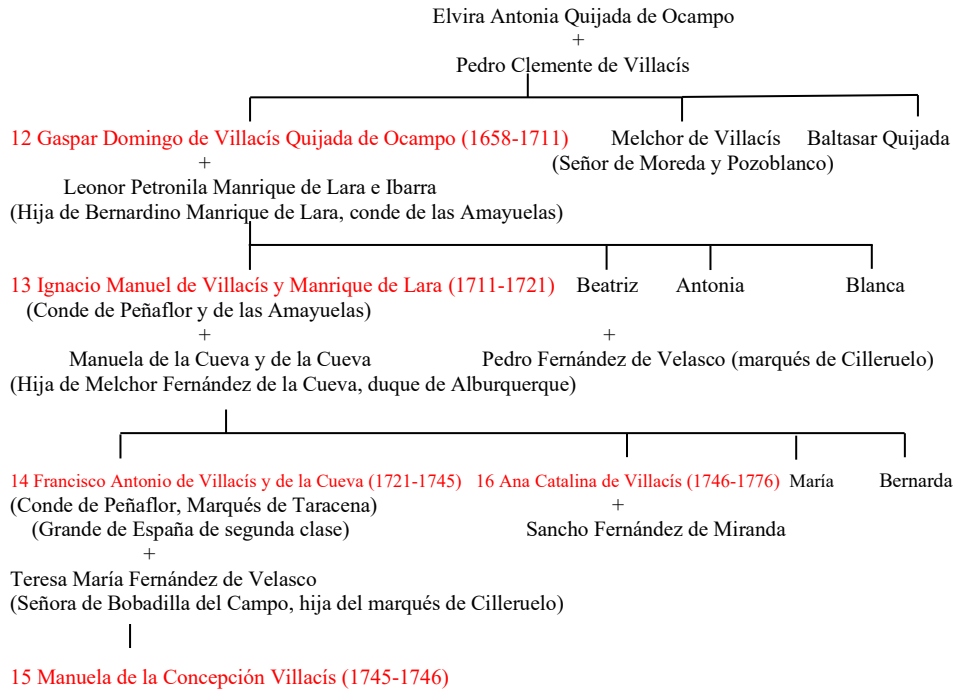 Elvira Antonia Quijada de Ocampo
+
Pedro Clemente de Villacís
12 Gaspar Domingo de Villacís Quijada de Ocampo (1658-1711) Melchor de Villacís Baltasar Quijada
+ (Señor de Moreda y Pozoblanco)
Leonor Petronila Manrique de Lara e Ibarra
(Hija de Bernardino Manrique de Lara, conde de las Amayuelas)
13 Ignacio Manuel de Villacís y Manrique de Lara (1711-1721) Beatriz Antonia Blanca
(Conde de Peñaflor y de las Amayuelas)
+ +
Manuela de la Cueva y de la Cueva Pedro Fernández de Velasco (marqués de Cilleruelo)
(Hija de Melchor Fernández de la Cueva, duque de Alburquerque)
14 Francisco Antonio de Villacís y de la Cueva (1721-1745) 16 Ana Catalina de Villacís (1746-1776) María Bernarda
(Conde de Peñaflor, Marqués de Taracena) +
(Grande de España de segunda clase) Sancho Fernández de Miranda
+
Teresa María Fernández de Velasco
(Señora de Bobadilla del Campo, hija del marqués de Cilleruelo)
15 Manuela de la Concepción Villacís (1745-1746)